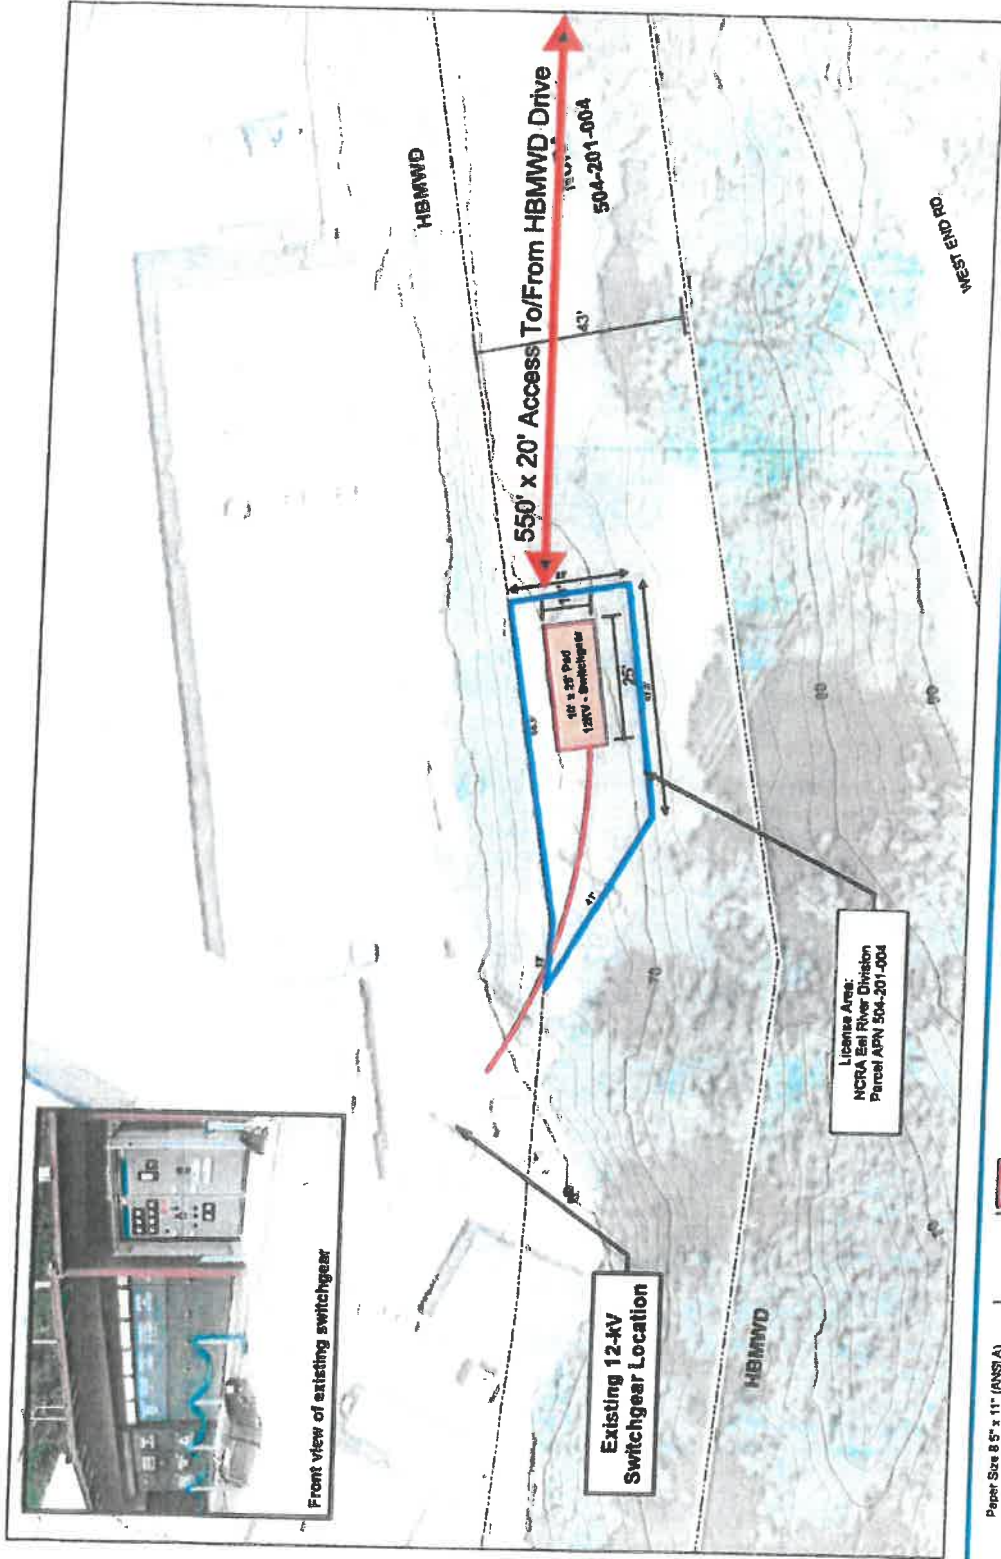 HBMWD
550' x 20' Access To/From HBMWD Drive
504-201-004
43'
WEST END RD.
10' x 25' Pad
12KV - Switchgear
25'
41'
80
70
License Area:
NCRA Eel River Division
Parcel APN 504-201-004
Front view of existing switchgear
Existing 12-kV
Switchgear Location
HBMWD
Paper Size 8.5" x 11" (ANSI A)